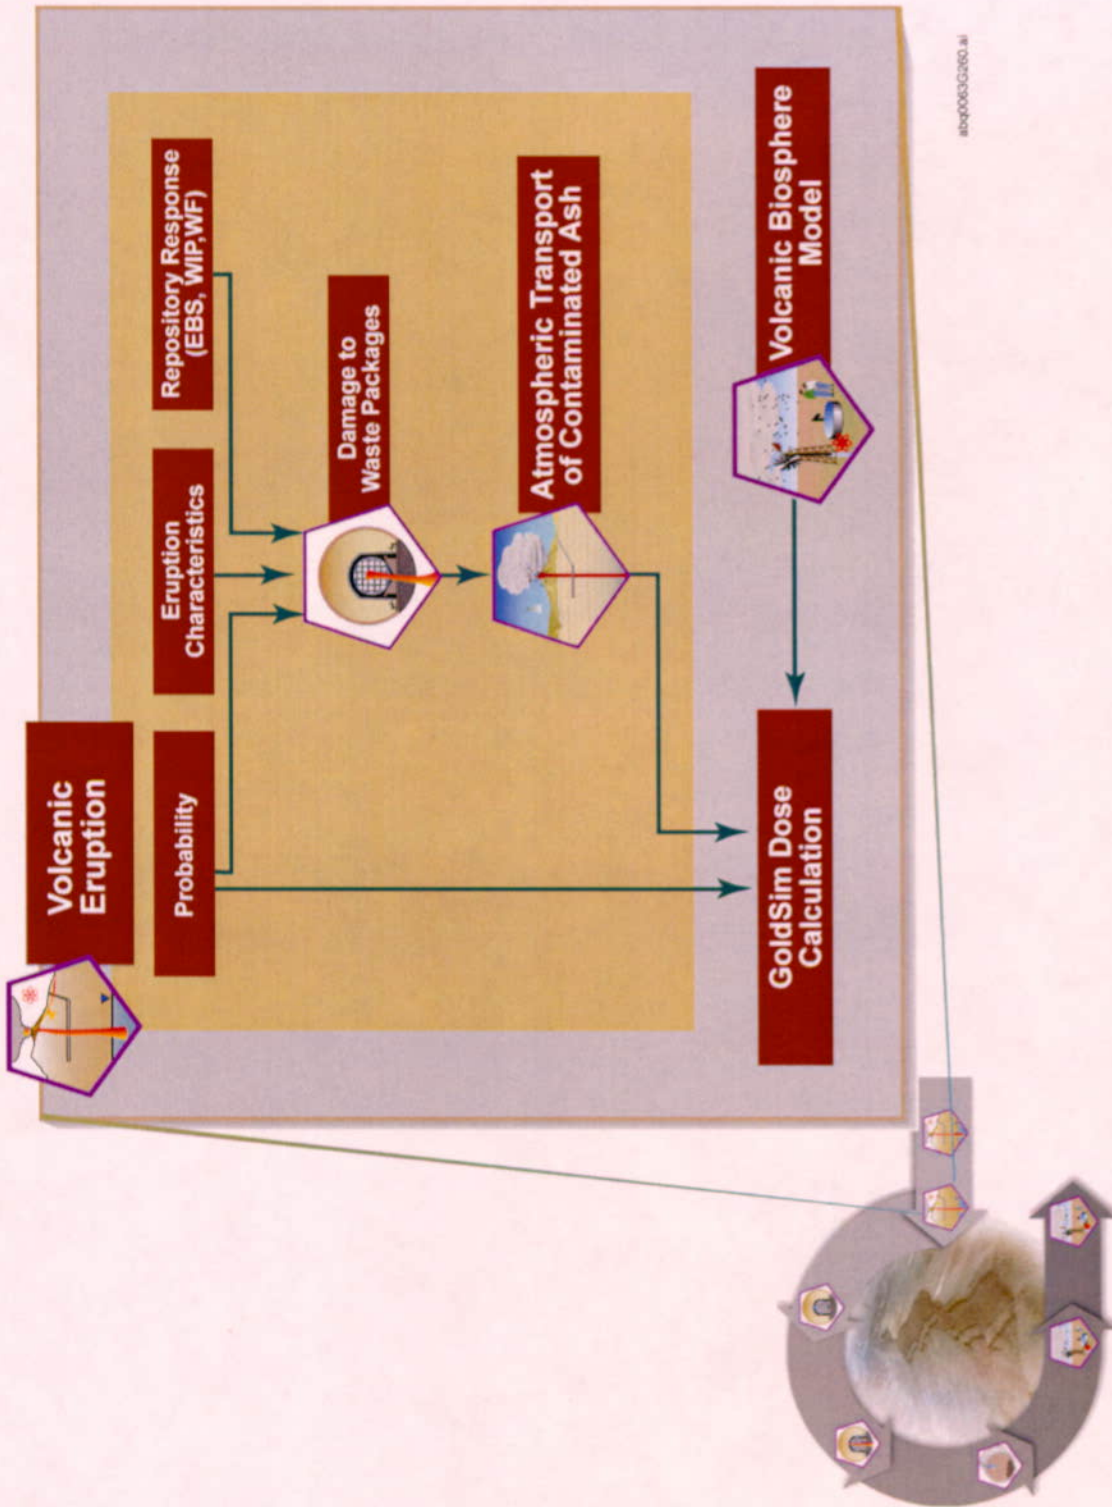 Volcanic
Eruption
Probability
Eruption
Characteristics
Repository Response
(EBS, WIP,WF)
Damage to
Waste Packages
Atmospheric Transport
of Contaminated Ash
GoldSim Dose
Calculation
Volcanic Biosphere
Model
abq0063G260.ai